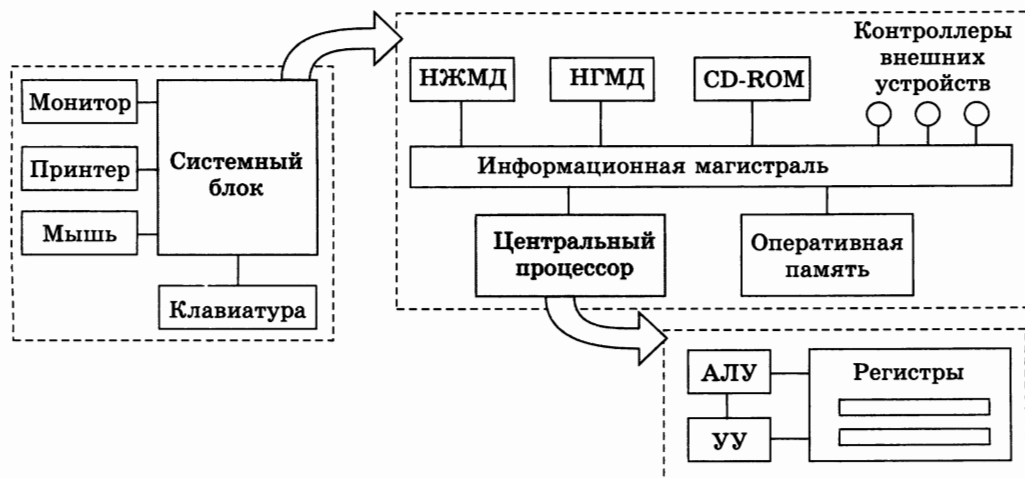 Монитор
Принтер
Мышь
Системный
блок
Клавиатура
НЖМД
НГМД
CD-ROM
Контроллеры
внешних
устройств
Информационная магистраль
Центральный
процессор
Оперативная
память
АЛУ
УУ
Регистры